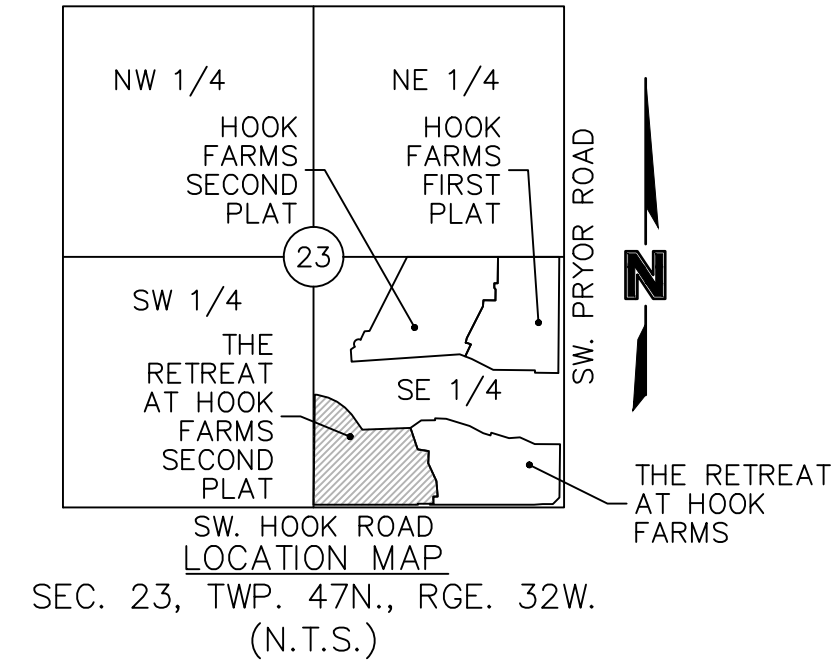 NW 1/4
NE 1/4
HOOK
FARMS
SECOND
PLAT
HOOK
FARMS
FIRST
PLAT
SW. PRYOR ROAD
N
23
SW 1/4
SE 1/4
THE
RETREAT
AT HOOK
FARMS
SECOND
PLAT
THE RETREAT
AT HOOK
FARMS
SW. HOOK ROAD
LOCATION MAP
SEC. 23, TWP. 47N., RGE. 32W.
(N.T.S.)